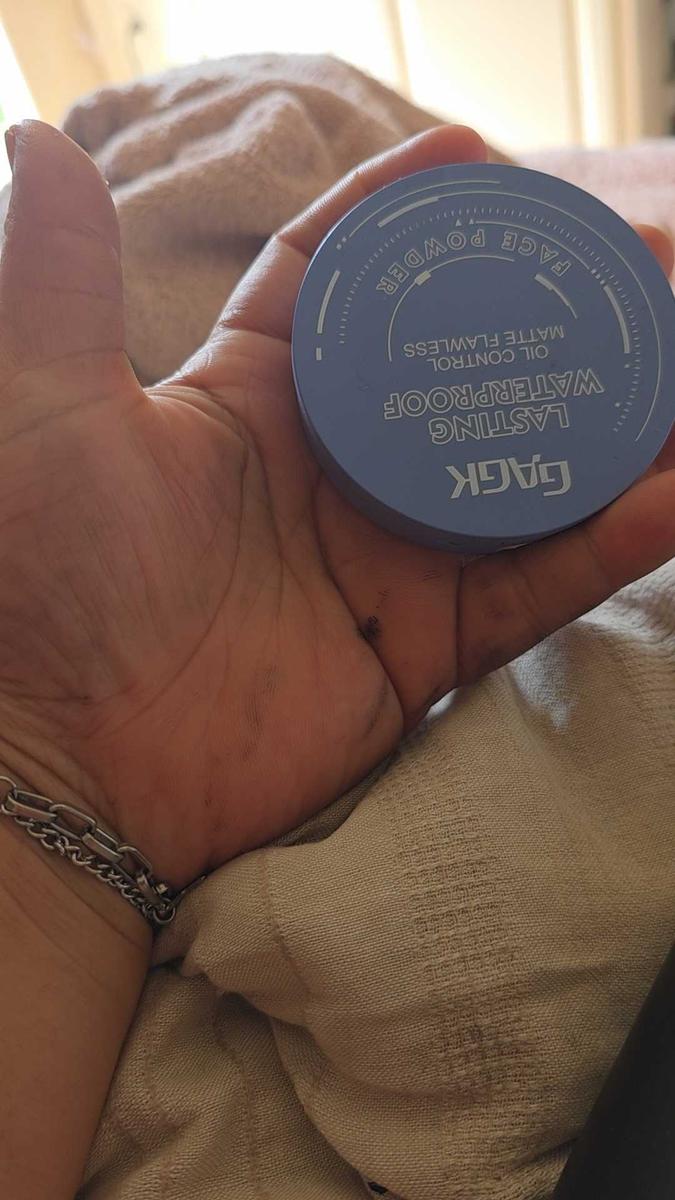 GAGK
LASTING
WATERPROOF
OIL CONTROL
MATTE FLAWLESS
FACE POWDER